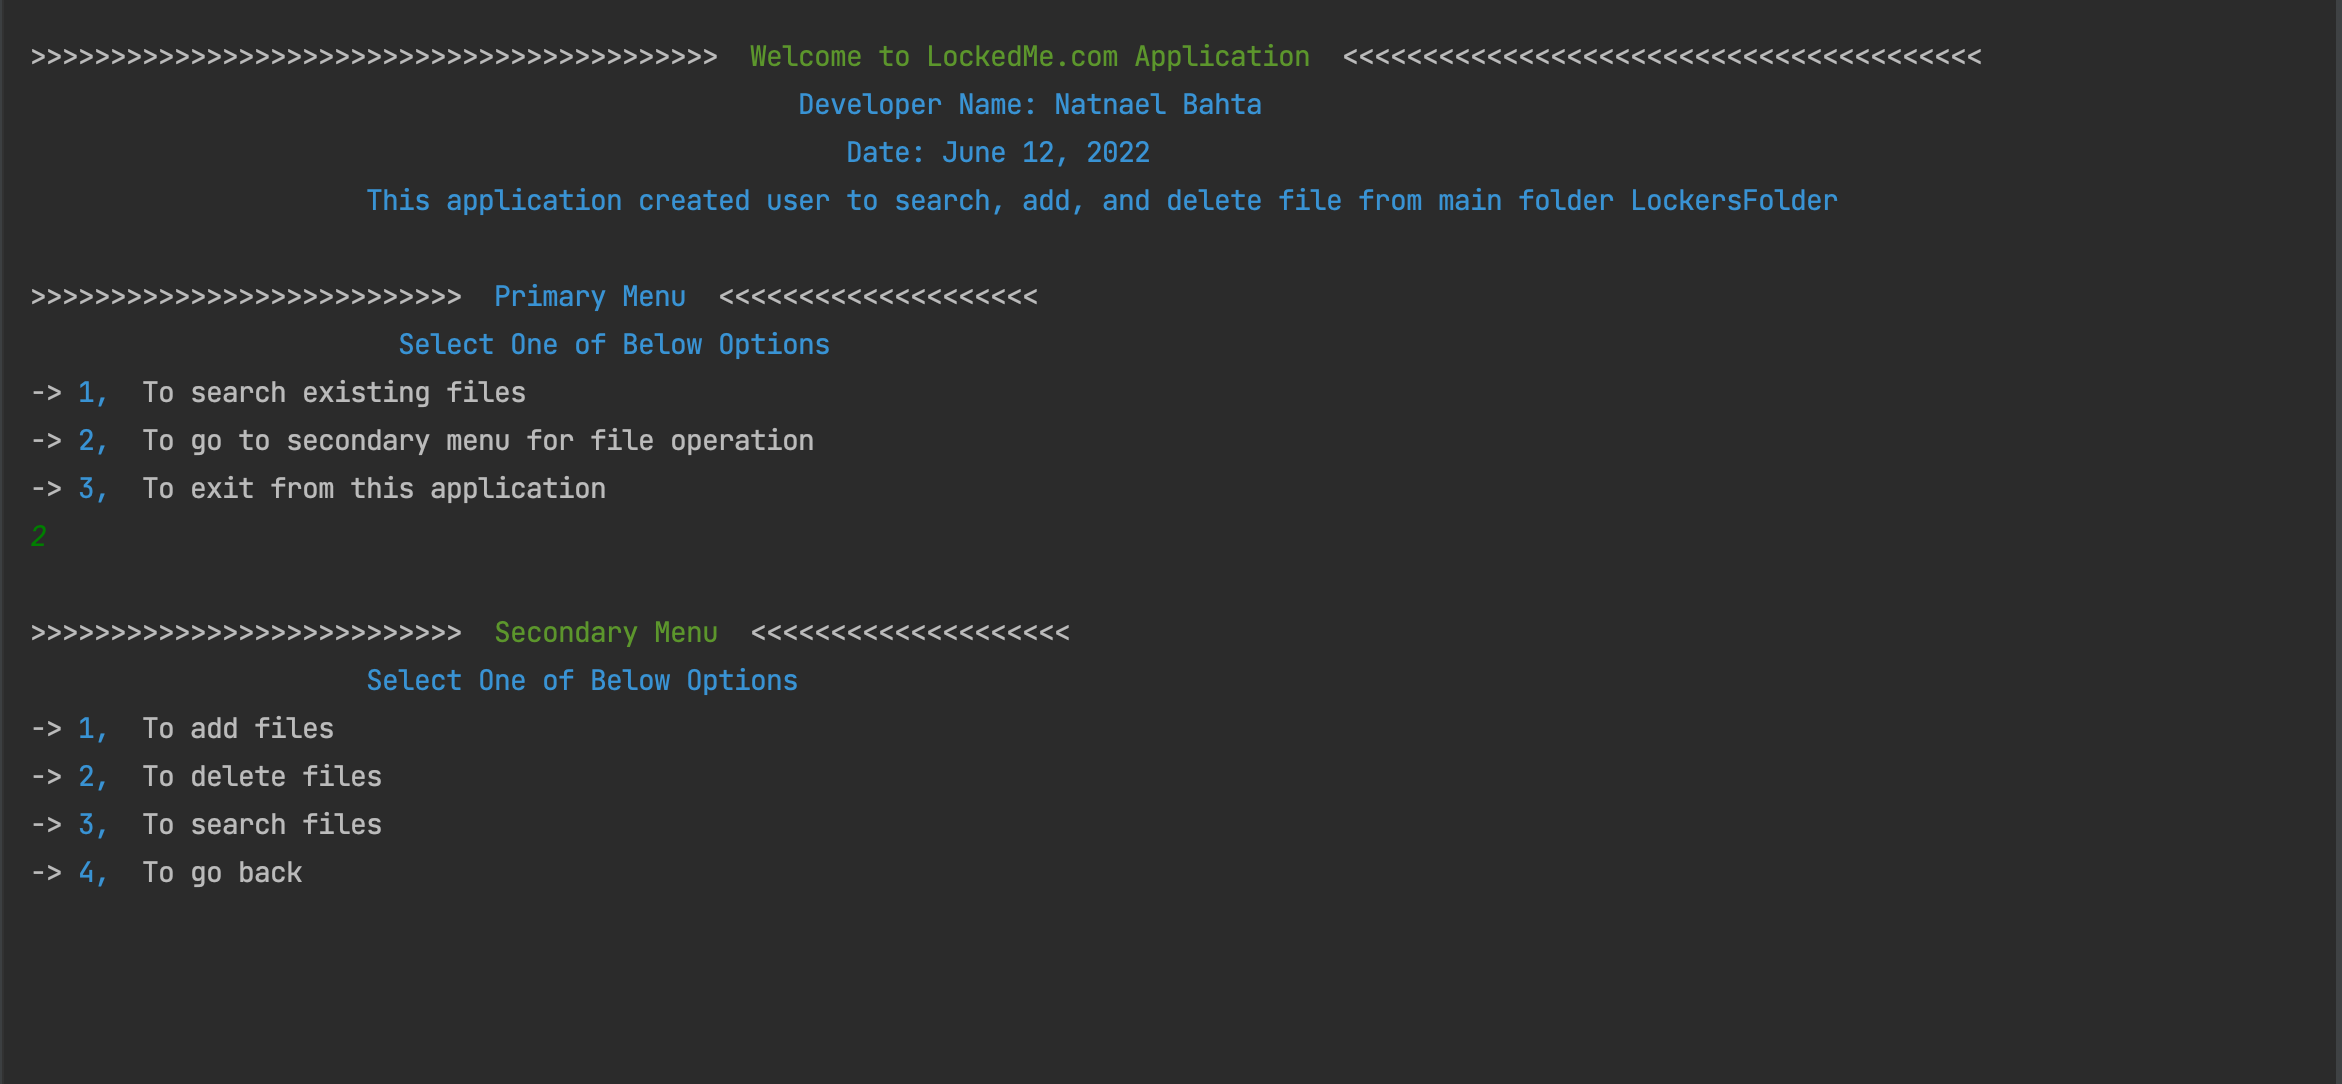 >>>>>>>>>>>>>>>>>>>>>>>>>>>>>>>>>>>>>>>>>>>  Welcome to LockedMe.com Application  <<<<<<<<<<<<<<<<<<<<<<<<<<<<<<<<<<<<<<<<
Developer Name: Natnael Bahta
Date: June 12, 2022
This application created user to search, add, and delete file from main folder LockersFolder
>>>>>>>>>>>>>>>>>>>>>>>>>>>  Primary Menu  <<<<<<<<<<<<<<<<<<<<
Select One of Below Options
-> 1,  To search existing files
-> 2,  To go to secondary menu for file operation
-> 3,  To exit from this application
2
>>>>>>>>>>>>>>>>>>>>>>>>>>>  Secondary Menu  <<<<<<<<<<<<<<<<<<<<
Select One of Below Options
-> 1,  To add files
-> 2,  To delete files
-> 3,  To search files
-> 4,  To go back